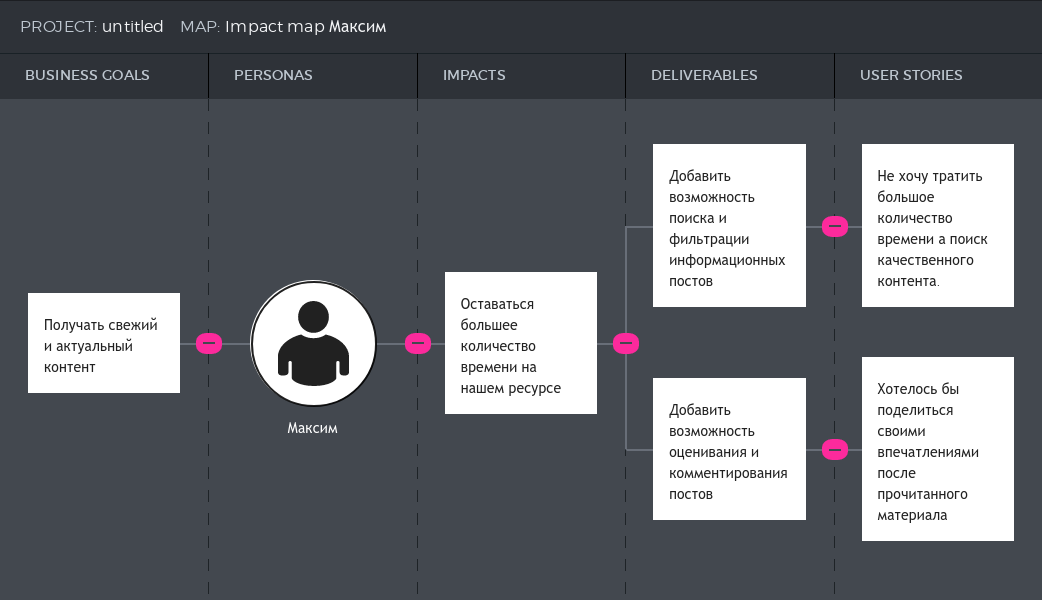 PROJECT: untitled MAP: Impact map Максим
BUSINESS GOALS
PERSONAS
IMPACTS
DELIVERABLES
USER STORIES
Получать свежий
и актуальный
контент
Максим
Оставаться
большее
количество
времени на
нашем ресурсе
Добавить
возможность
поиска и
фильтрации
информационных
постов
Не хочу тратить
большое
количество
времени а поиск
качественного
контента.
Добавить
возможность
оценивания и
комментирования
постов
Хотелось бы
поделиться
своими
впечатлениями
после
прочитанного
материала